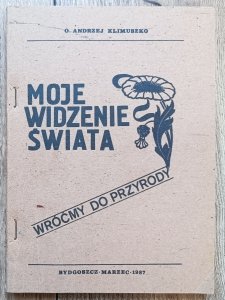 O. ANDRZEJ KLIMUSZKO
MOJE
WIDZENIE
ŚWIATA
WRÓĆMY DO PRZYRODY
BYDGOSZCZ-MARZEC-1987